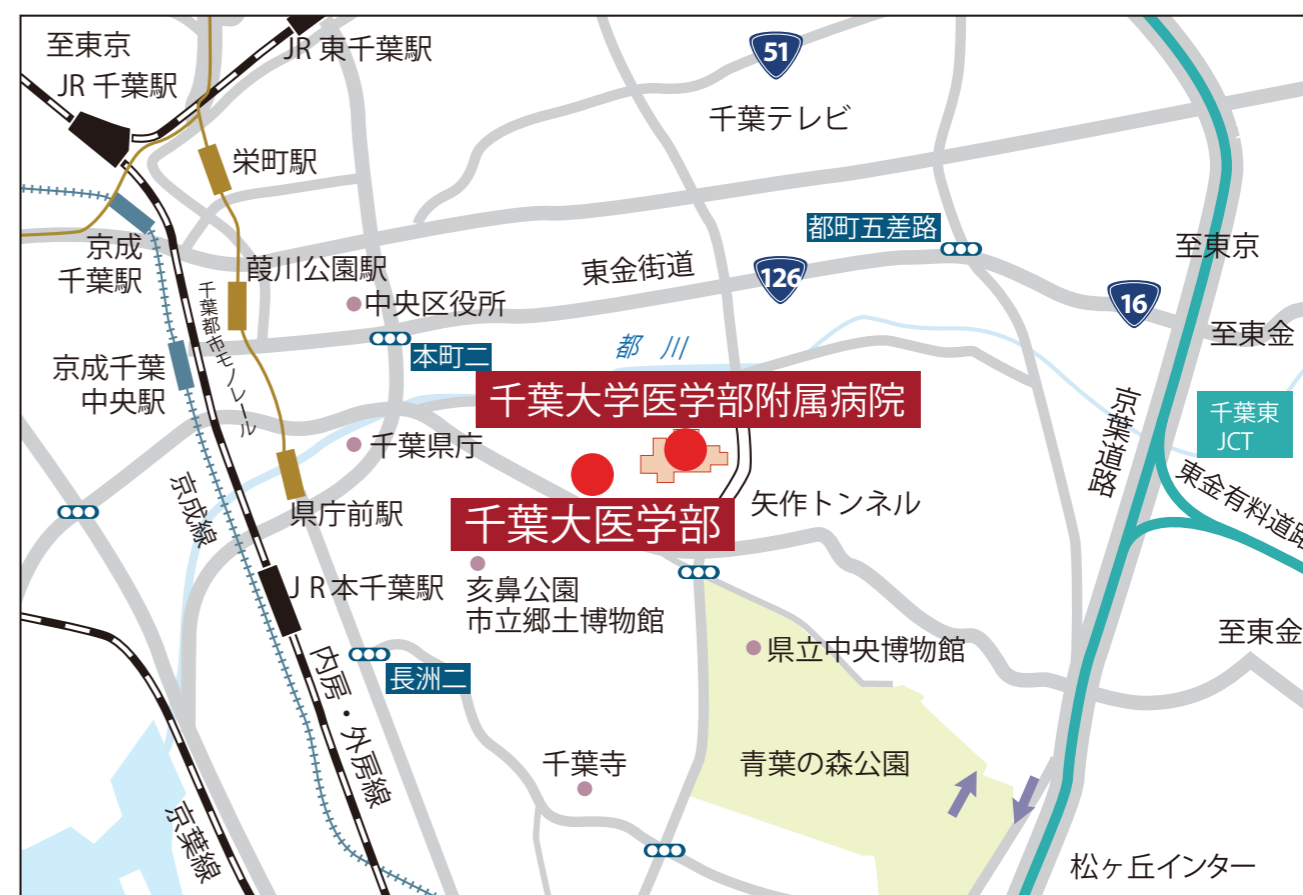 至東京
JR 東千葉駅
JR 千葉駅
51
千葉テレビ
栄町駅
都町五差路
京成
千葉駅
葭川公園駅
東金街道
126
至東京
16
中央区役所
千葉都市モノレール
本町二
都 川
至東金
京成千葉
中央駅
千葉大学医学部附属病院
京葉道路
千葉東
JCT
千葉県庁
東金有料道路
京成線
県庁前駅
千葉大医学部
矢作トンネル
JR本千葉駅
亥鼻公園
市立郷土博物館
県立中央博物館
至東金
長洲二
内房・外房線
千葉寺
青葉の森公園
京葉線
松ヶ丘インター